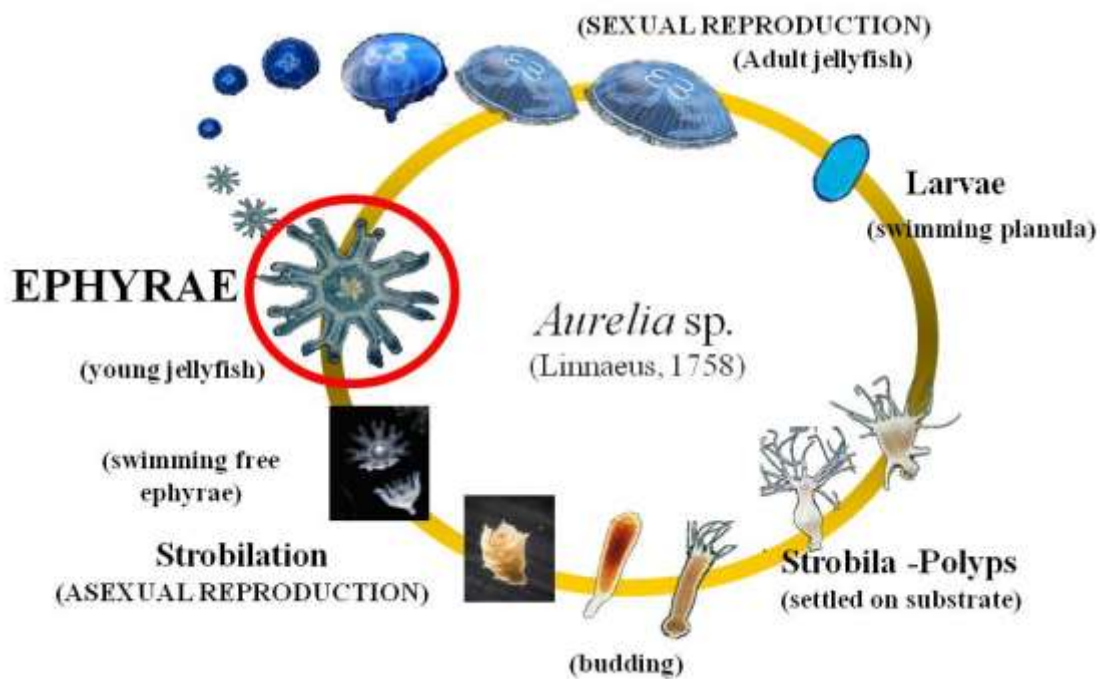 (SEXUAL REPRODUCTION)
(Adult jellyfish)
Larvae
(swimming planula)
EPHYRAE
(young jellyfish)
Aurelia sp.
(Linnaeus, 1758)
(swimming free
ephyrae)
Strobilation
(ASEXUAL REPRODUCTION)
Strobila -Polyps
(settled on substrate)
(budding)